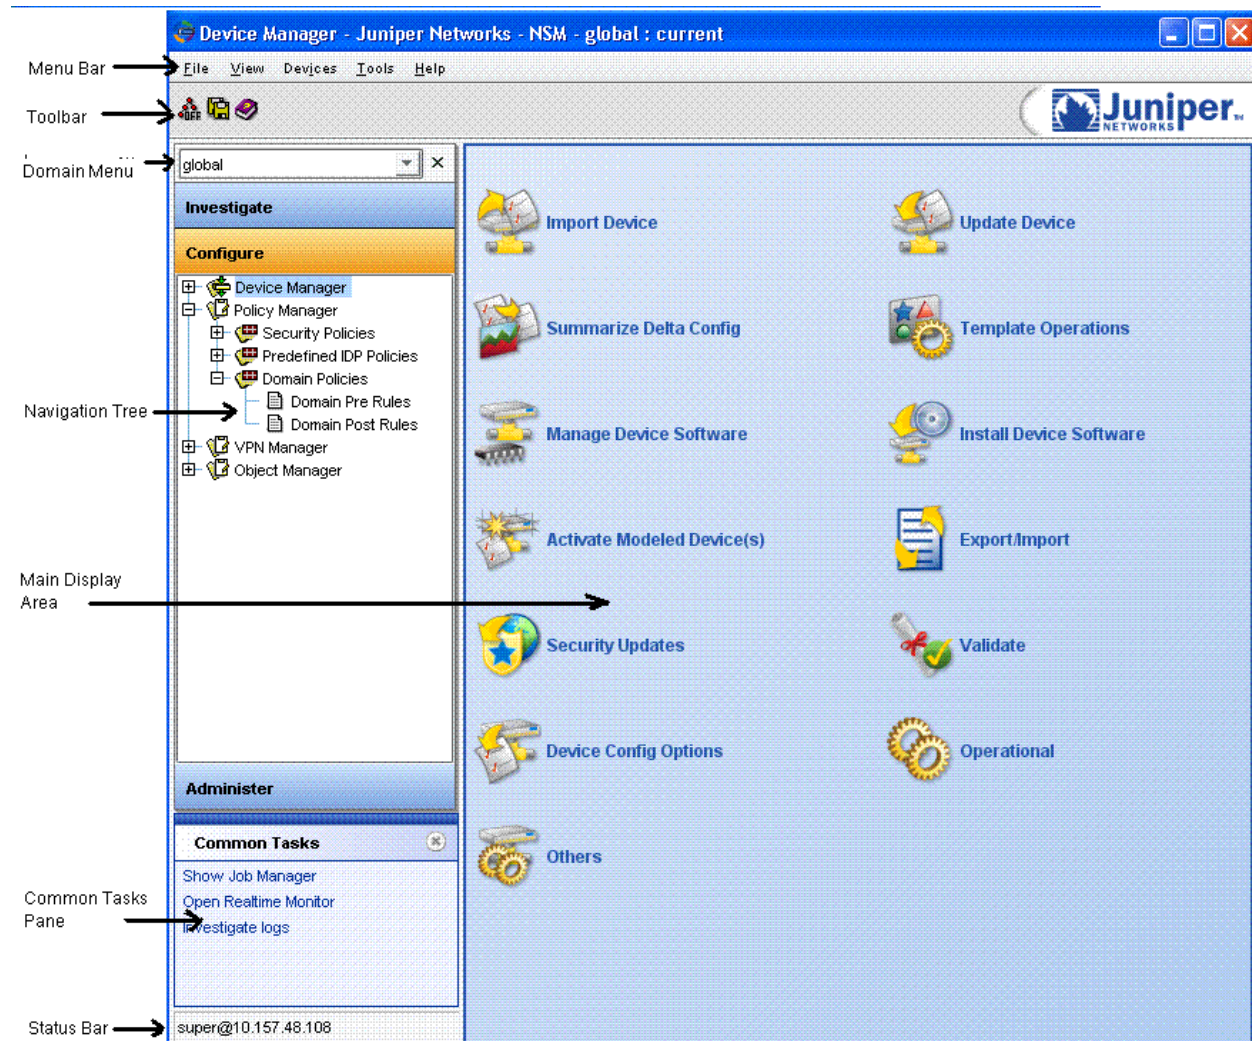 Device Manager - Juniper Networks - NSM - global : current
Menu Bar
File View Devices Tools Help
Toolbar
OFF
Juniper
NETWORKS
TM
Domain Menu
global
Investigate
Configure
Device Manager
Policy Manager
Security Policies
Predefined IDP Policies
Domain Policies
Navigation Tree
Domain Pre Rules
Domain Post Rules
VPN Manager
Object Manager
Main Display
Area
Administer
Common Tasks
Show Job Manager
Common Tasks
Pane
Open Realtime Monitor
Investigate logs
Status Bar
super@10.157.48.108
Import Device
Update Device
Summarize Delta Config
Template Operations
Manage Device Software
Install Device Software
Activate Modeled Device(s)
Export/Import
Security Updates
Validate
Device Config Options
Operational
Others